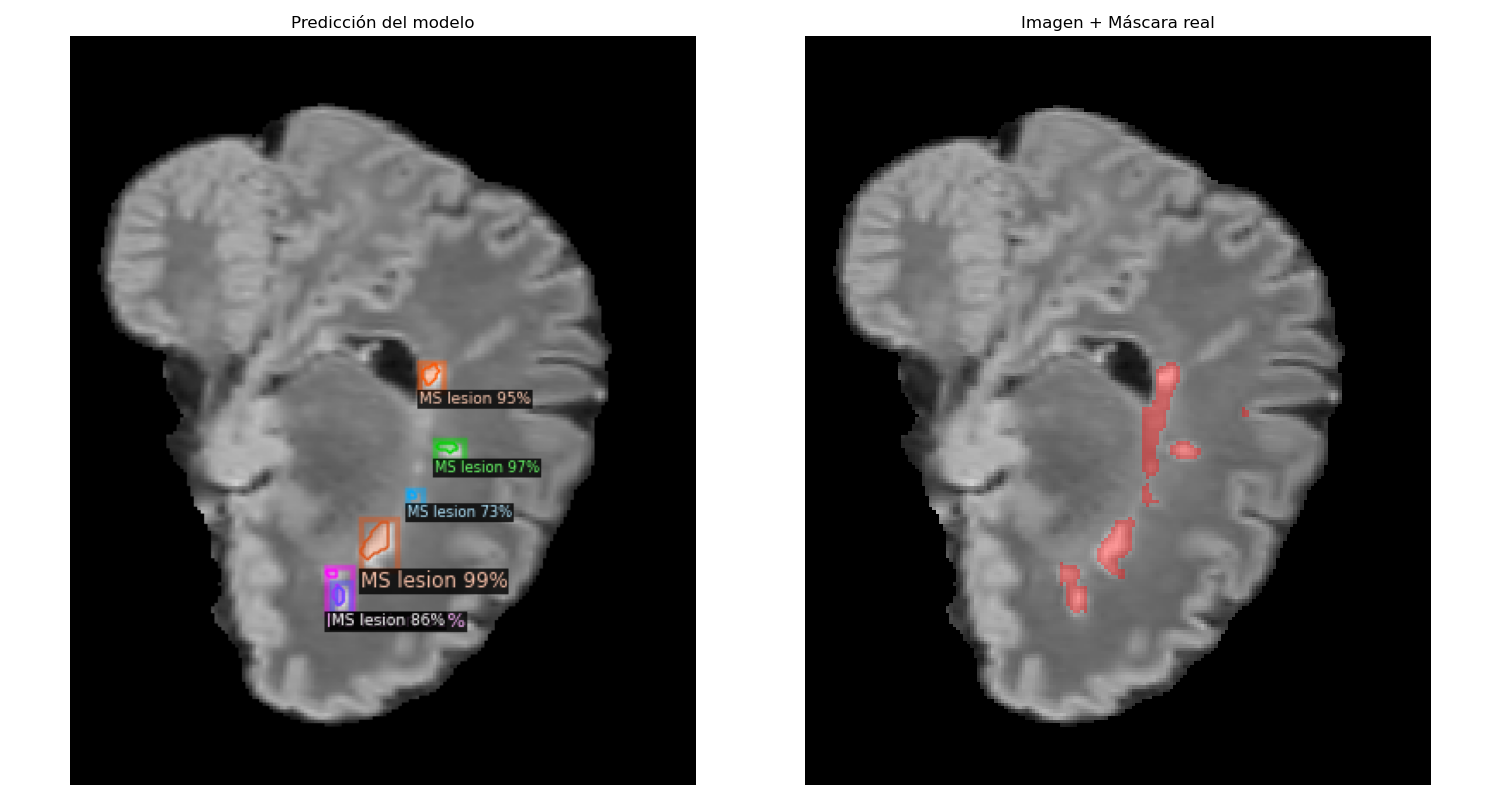 Predicción del modelo
Imagen + Máscara real
MS lesion 95%
MS lesion 97%
MS lesion 73%
MS lesion 99%
MS lesion 86%
%